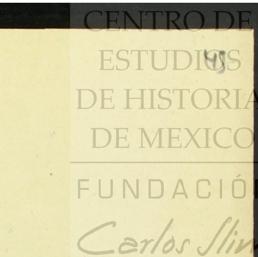 CENTRO DE
ESTUDIOS
DE HISTORIA
DE MEXICO
FUNDACIÓ
Carlos Slim